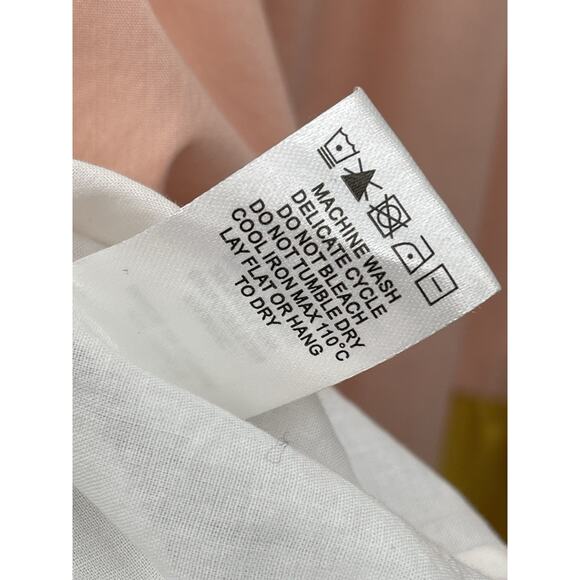 MACHINE WASH
DELICATE CYCLE
DO NOT BLEACH
DO NOT TUMBLE DRY
COOL IRON MAX 110°C
LAY FLAT OR HANG
TO DRY